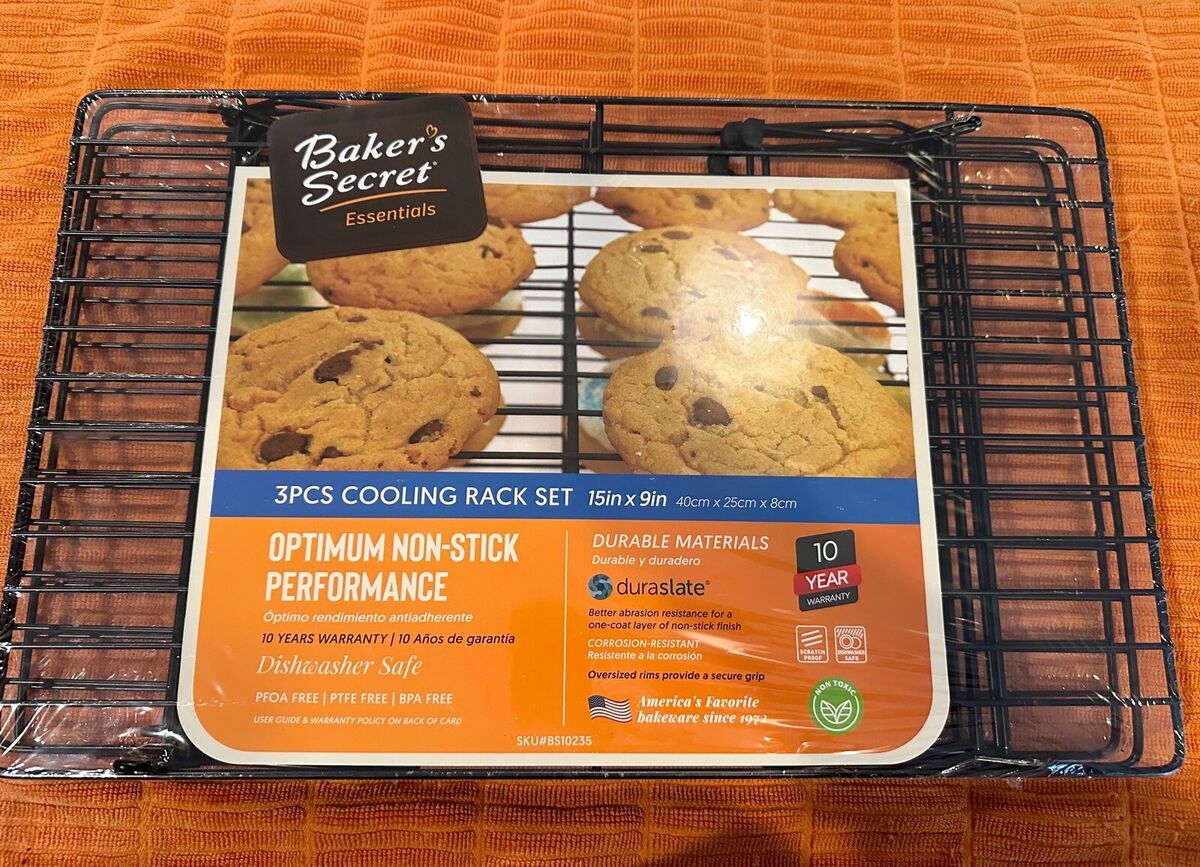 Baker's
Secret®
Essentials
3PCS COOLING RACK SET 15in x 9in 40cm x 25cm x 8cm
OPTIMUM NON-STICK
PERFORMANCE
Óptimo rendimiento antiadherente
10 YEARS WARRANTY | 10 Años de garantía
Dishwasher Safe
PFOA FREE | PTFE FREE | BPA FREE
USER GUIDE & WARRANTY POLICY ON BACK OF CARD
DURABLE MATERIALS
Durable y duradero
duraslate®
Better abrasion resistance for a
one-coat layer of non-stick finish
CORROSION-RESISTANT
Resistente a la corrosión
Oversized rims provide a secure grip
America's Favorite
bakeware since 1972
10
YEAR
WARRANTY
SCRATCH
PROOF
DISHWASHER
SAFE
NON TOXIC
SKU#BS10235